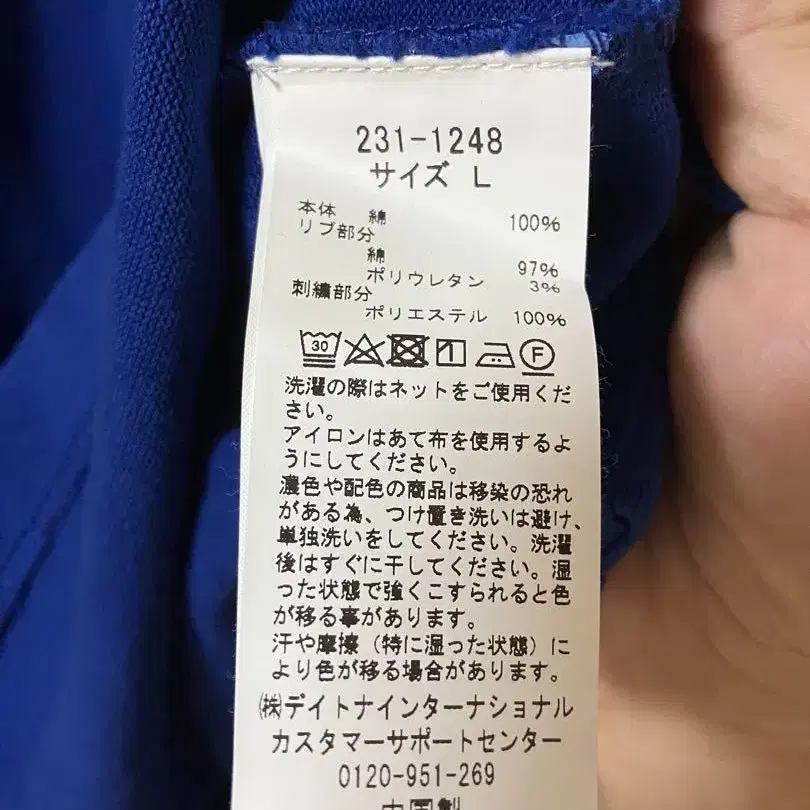 231-1248
サイズ L
本体 綿 100%
リブ部分
綿 97%
ポリウレタン 3%
刺繍部分
ポリエステル 100%
30
F
洗濯の際はネットをご使用くだ
さい。
アイロンはあて布を使用するよ
うにしてください。
濃色や配色の商品は移染の恐れ
がある為、つけ置き洗いは避け、
単独洗いをしてください。洗濯
後はすぐに干してください。湿
った状態で強くこすられると色
が移る事があります。
汗や摩擦（特に湿った状態）に
より色が移る場合があります。
㈱デイトナインターナショナル
カスタマーサポートセンター
0120-951-269
中国製